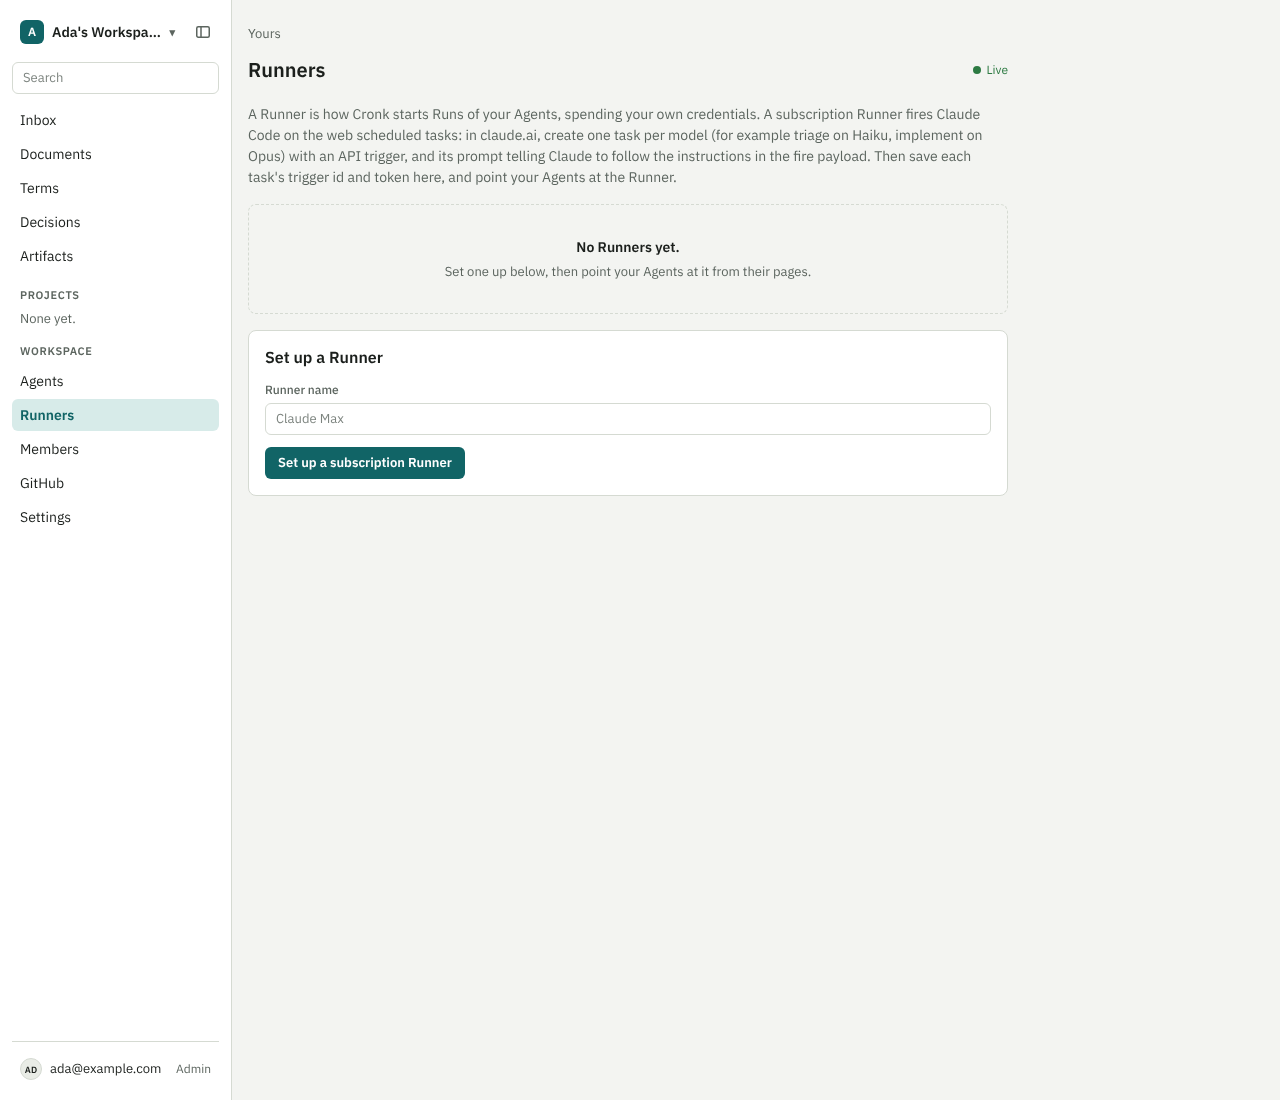 A
Ada's Workspa... ▾
Search
Inbox
Documents
Terms
Decisions
Artifacts
PROJECTS
None yet.
WORKSPACE
Agents
Runners
Members
GitHub
Settings
AD
ada@example.com
Admin
Yours
Runners
Live
A Runner is how Cronk starts Runs of your Agents, spending your own credentials. A subscription Runner fires Claude
Code on the web scheduled tasks: in claude.ai, create one task per model (for example triage on Haiku, implement on
Opus) with an API trigger, and its prompt telling Claude to follow the instructions in the fire payload. Then save each
task's trigger id and token here, and point your Agents at the Runner.
No Runners yet.
Set one up below, then point your Agents at it from their pages.
Set up a Runner
Runner name
Claude Max
Set up a subscription Runner